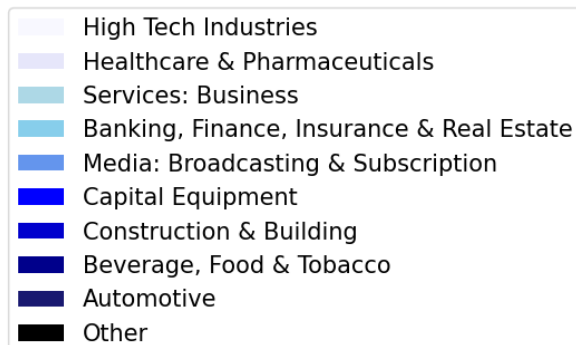 High Tech Industries
Healthcare & Pharmaceuticals
Services: Business
Banking, Finance, Insurance & Real Estate
Media: Broadcasting & Subscription
Capital Equipment
Construction & Building
Beverage, Food & Tobacco
Automotive
Other